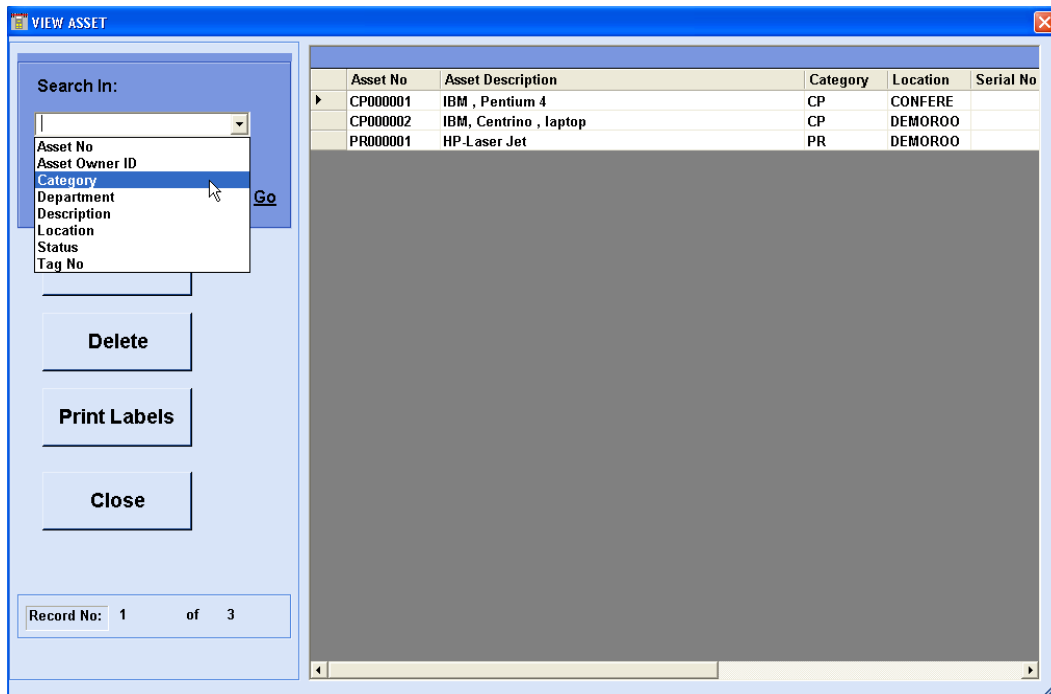 VIEW ASSET
Search In:
Asset No
Asset Owner ID
Category
Department
Description
Location
Status
Tag No
Go
Delete
Print Labels
Close
Record No: 1 of 3
Asset No Asset Description Category Location Serial No
CP000001 IBM , Pentium 4 CP CONFERE
CP000002 IBM, Centrino , laptop CP DEMOROO
PR000001 HP-Laser Jet PR DEMOROO